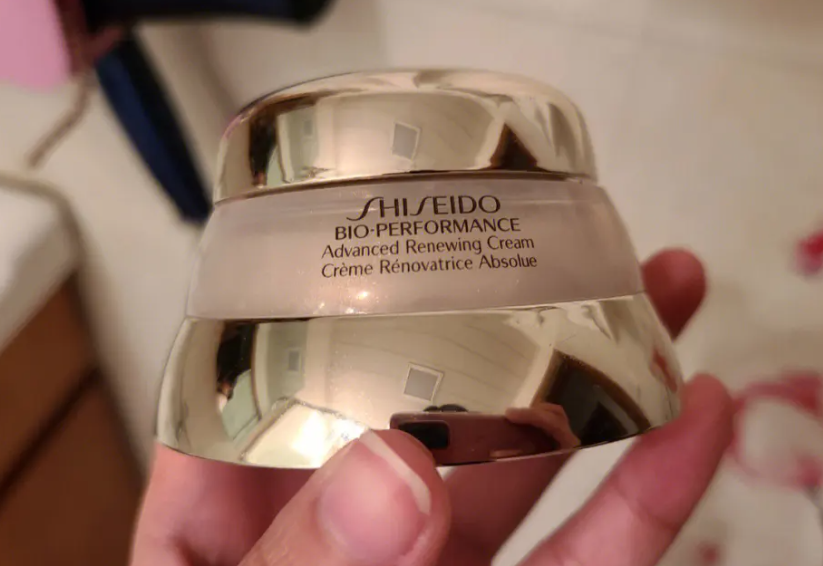 SHISEIDO
BIO-PERFORMANCE
Advanced Renewing Cream
Crème Rénovatrice Absolue